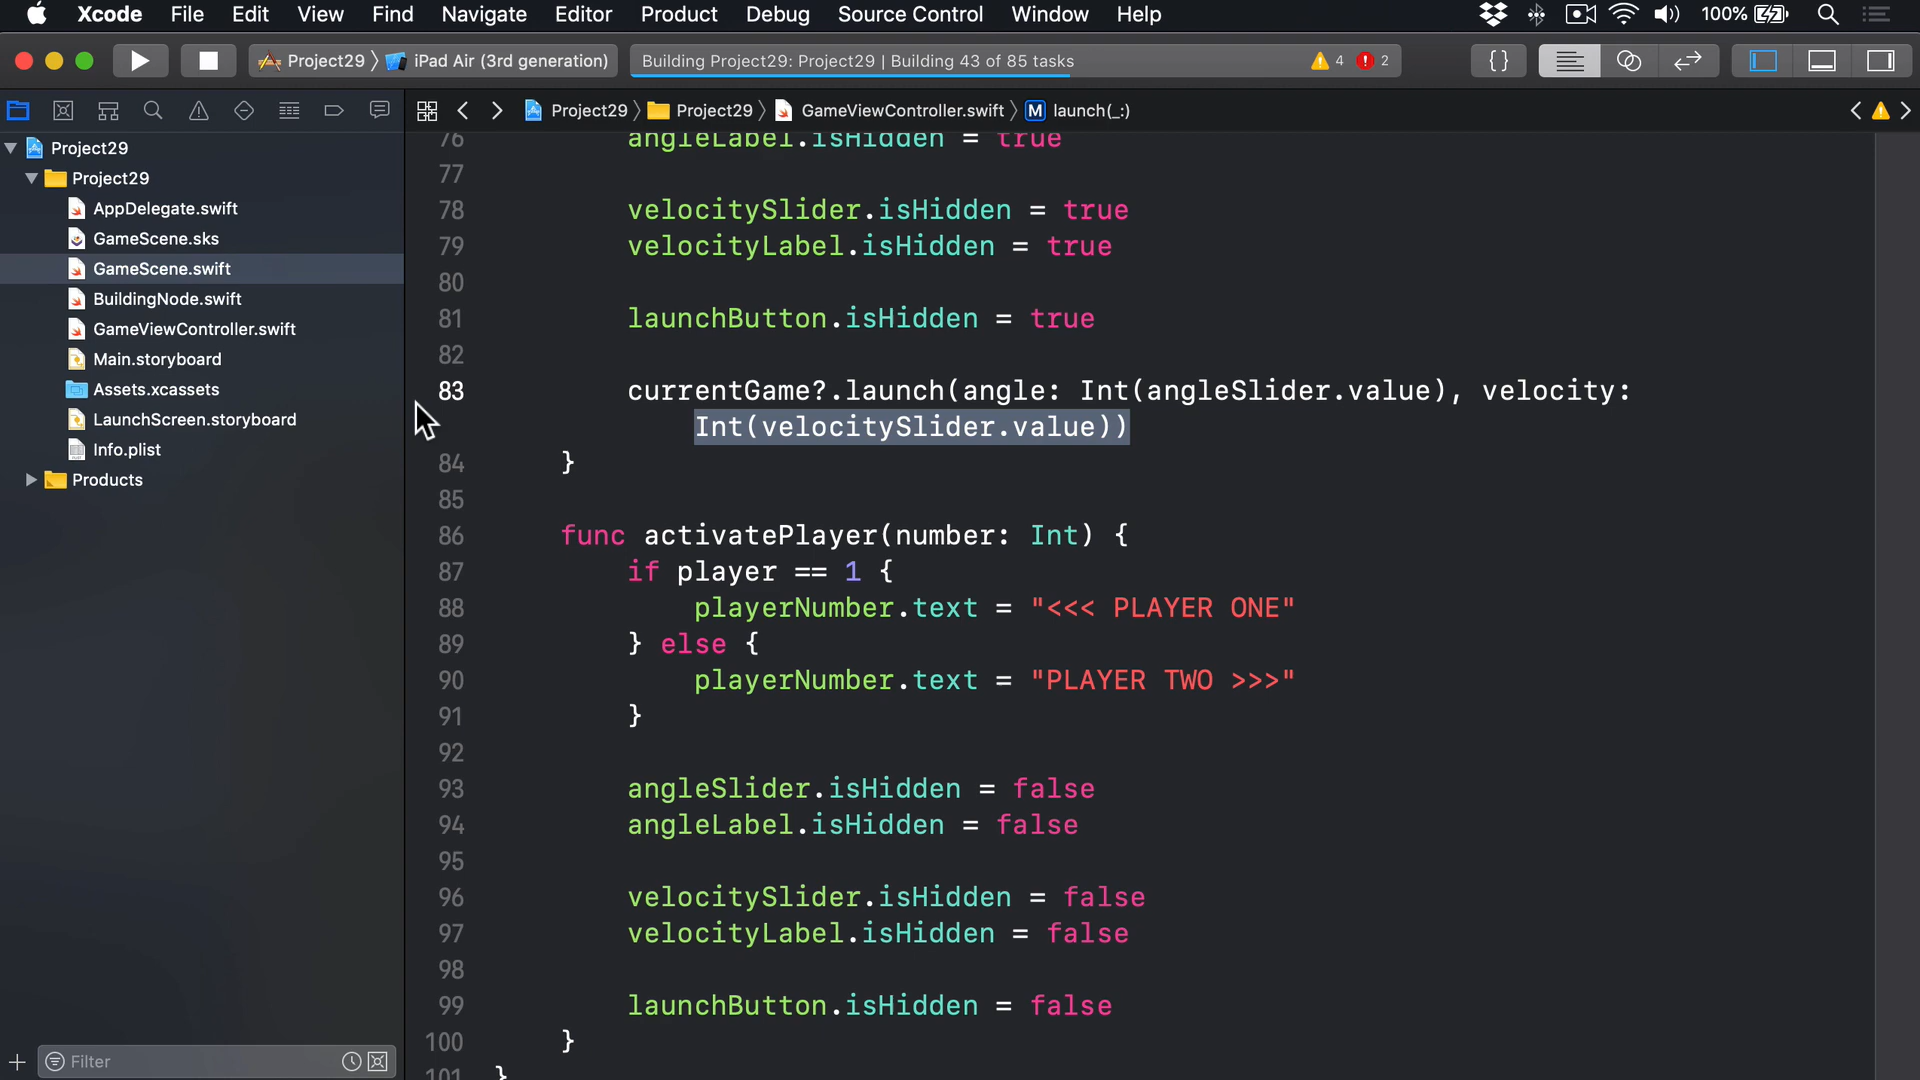 Xcode File Edit View Find Navigate Editor Product Debug Source Control Window Help 100%
Project29 iPad Air (3rd generation) Building Project29: Project29 | Building 43 of 85 tasks 4 2 {}
Project29 Project29 GameViewController.swift M launch(_:)
Project29
Project29
AppDelegate.swift
GameScene.sks
GameScene.swift
BuildingNode.swift
GameViewController.swift
Main.storyboard
Assets.xcassets
LaunchScreen.storyboard
Info.plist
Products
Filter
76 angleLabel.isHidden = true
77
78 velocitySlider.isHidden = true
79 velocityLabel.isHidden = true
80
81 launchButton.isHidden = true
82
83 currentGame?.launch(angle: Int(angleSlider.value), velocity:
Int(velocitySlider.value))
84 }
85
86 func activatePlayer(number: Int) {
87 if player == 1 {
88 playerNumber.text = "<<< PLAYER ONE"
89 } else {
90 playerNumber.text = "PLAYER TWO >>>"
91 }
92
93 angleSlider.isHidden = false
94 angleLabel.isHidden = false
95
96 velocitySlider.isHidden = false
97 velocityLabel.isHidden = false
98
99 launchButton.isHidden = false
100 }
101 }